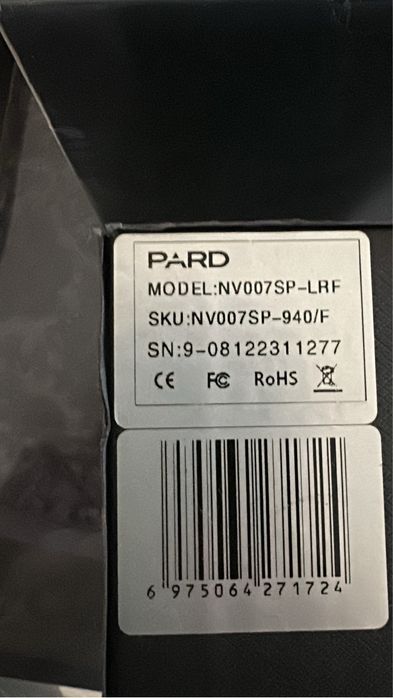 PARD
MODEL:NV007SP-LRF
SKU:NV007SP-940/F
SN:9-08122311277
CE FC RoHS
6 975064 271724